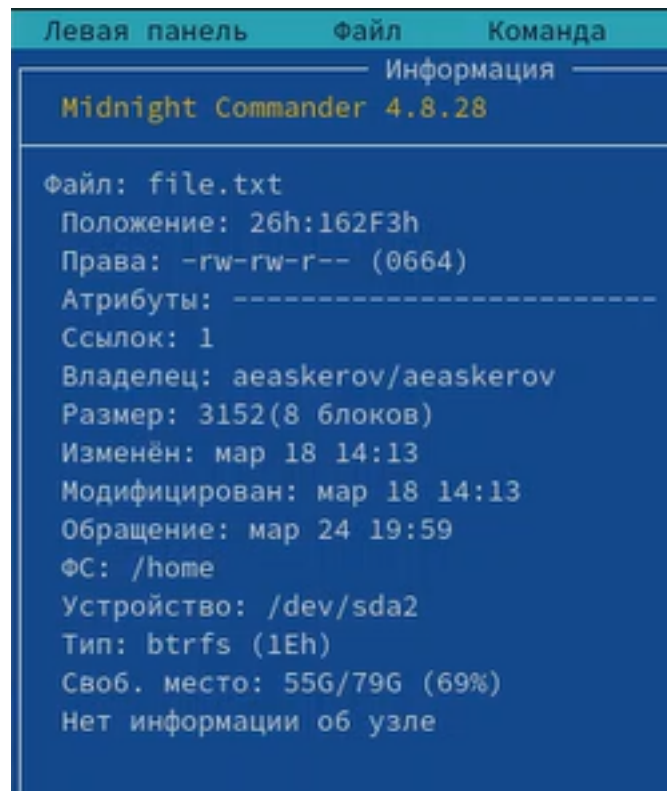 Левая панель Файл Команда
Информация
Midnight Commander 4.8.28
Файл: file.txt
Положение: 26h:162F3h
Права: -rw-rw-r-- (0664)
Атрибуты: -------------------------
Ссылок: 1
Владелец: aeaskerov/aeaskerov
Размер: 3152(8 блоков)
Изменён: мар 18 14:13
Модифицирован: мар 18 14:13
Обращение: мар 24 19:59
ФС: /home
Устройство: /dev/sda2
Тип: btrfs (1Eh)
Своб. место: 55G/79G (69%)
Нет информации об узле